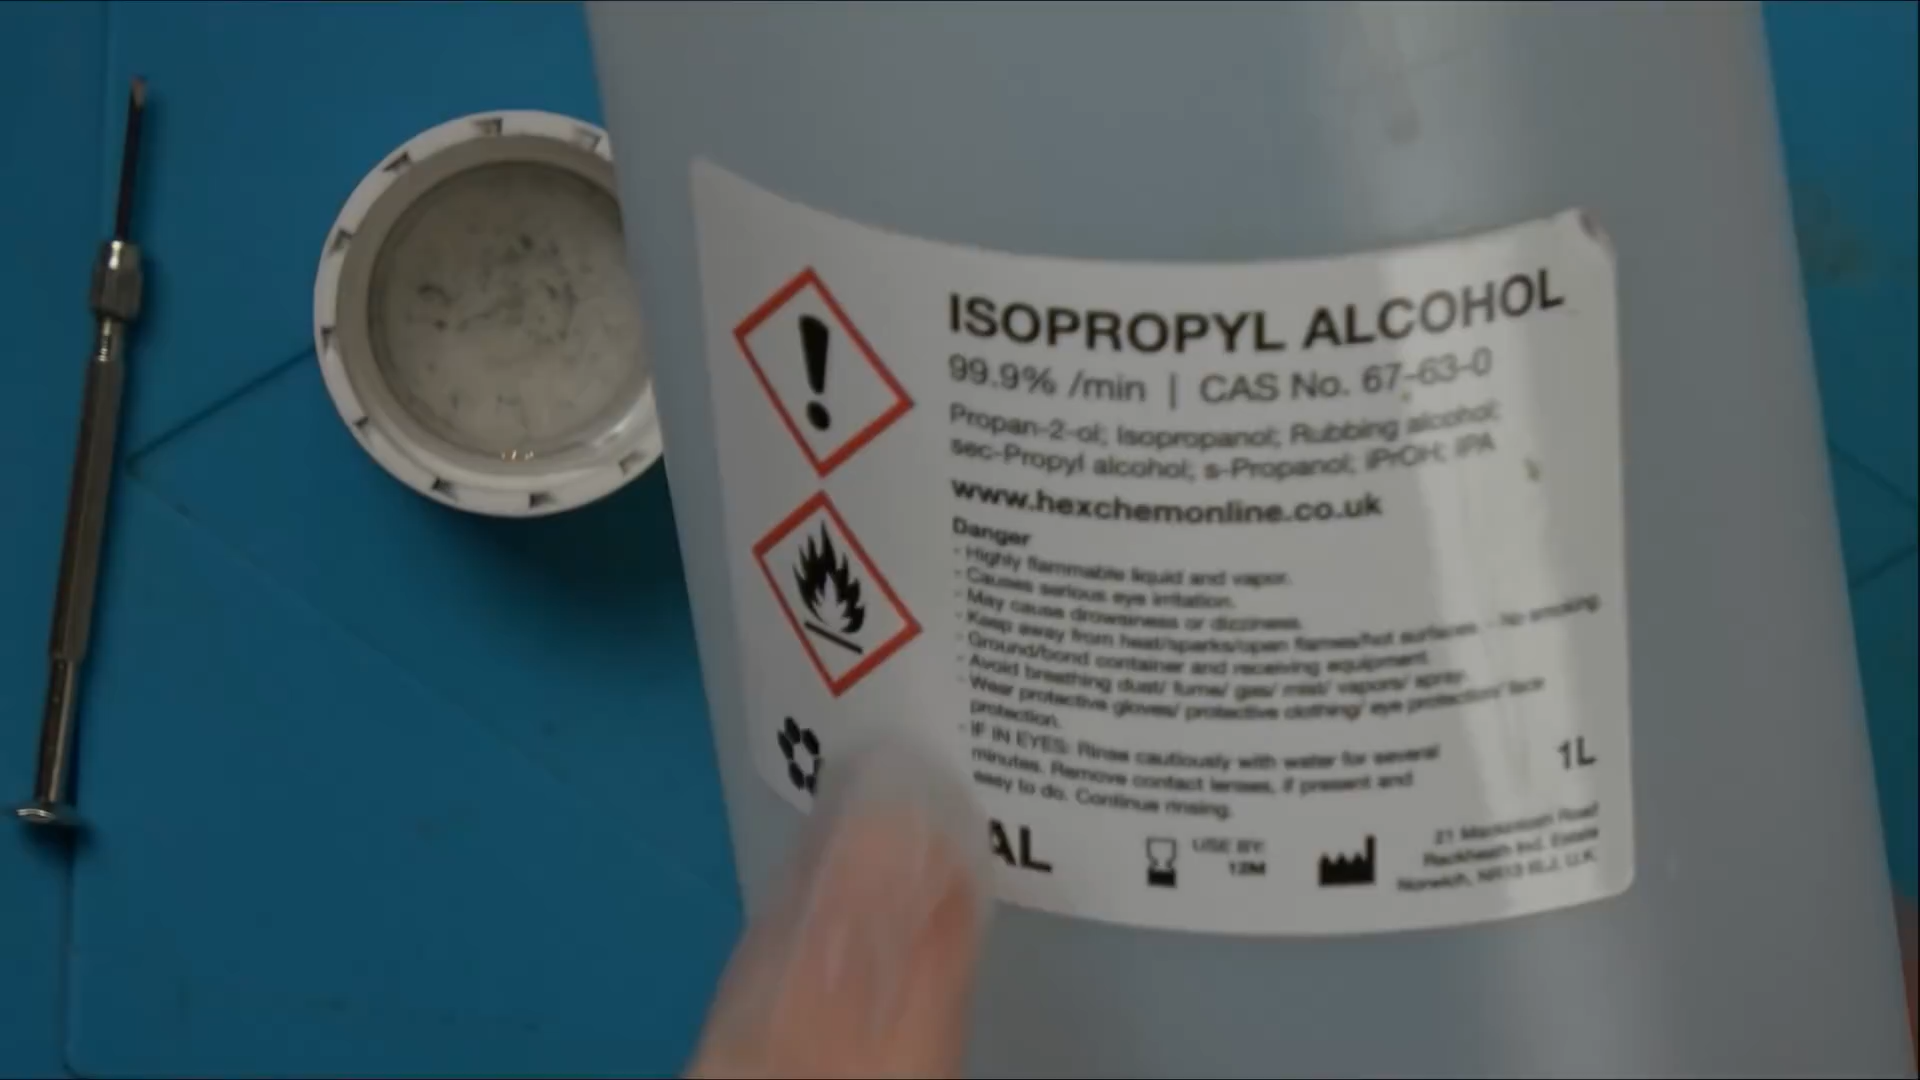 ISOPROPYL ALCOHOL
99.9% /min | CAS No. 67-63-0
Propan-2-ol; Isopropanol; Rubbing alcohol;
sec-Propyl alcohol; s-Propanol; iPrOH; IPA
www.hexchemonline.co.uk
Danger
- Highly flammable liquid and vapor.
- Causes serious eye irritation.
- May cause drowsiness or dizziness.
- Keep away from heat/sparks/open flames/hot surfaces. - No smoking.
- Ground/bond container and receiving equipment.
- Avoid breathing dust/ fume/ gas/ mist/ vapors/ spray.
- Wear protective gloves/ protective clothing/ eye protection/ face
protection.
- IF IN EYES: Rinse cautiously with water for several
minutes. Remove contact lenses, if present and
easy to do. Continue rinsing.
1L
AL
USE BY:
12M
Rackheath Ind. Estate
Norwich, U.K.